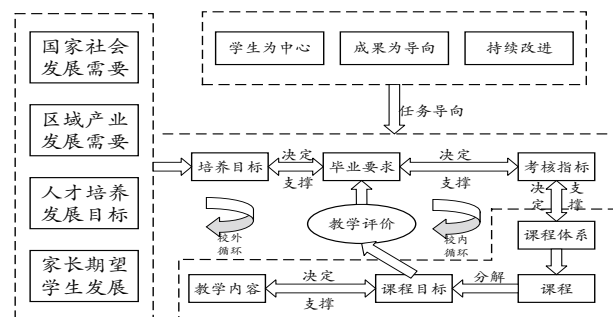 国家社会
发展需要
区域产业
发展需要
人才培养
发展目标
家长期望
学生发展
学生为中心
成果为导向
持续改进
任务导向
培养目标
决定
支撑
毕业要求
决定
支撑
考核指标
决定
支撑
校外
循环
教学评价
校内
循环
课程体系
教学内容
决定
支撑
课程目标
分解
课程